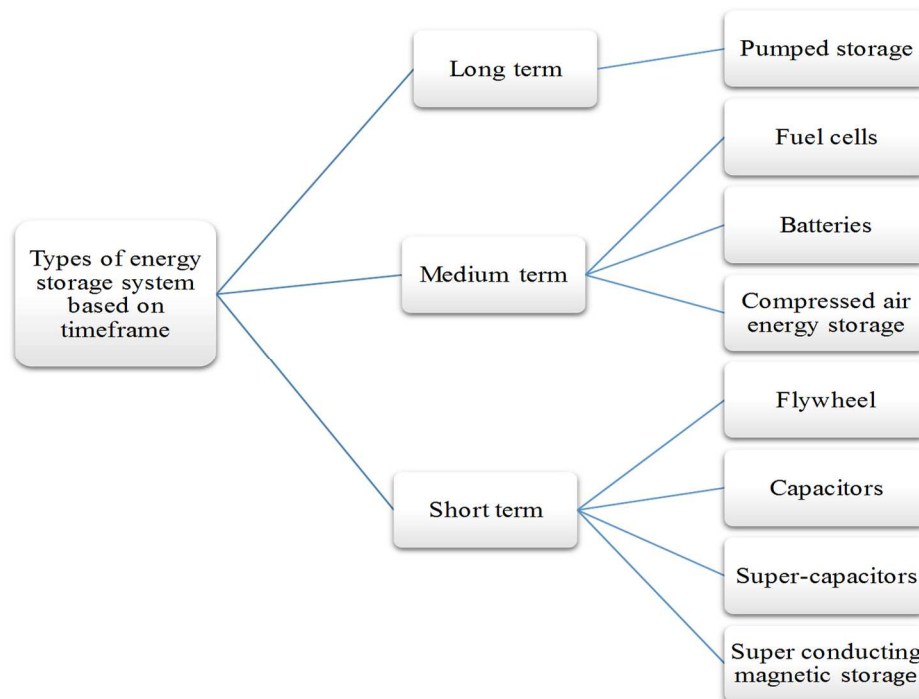 Types of energy
storage system
based on
timeframe
Long term
Pumped storage
Medium term
Fuel cells
Batteries
Compressed air
energy storage
Short term
Flywheel
Capacitors
Super-capacitors
Super conducting
magnetic storage